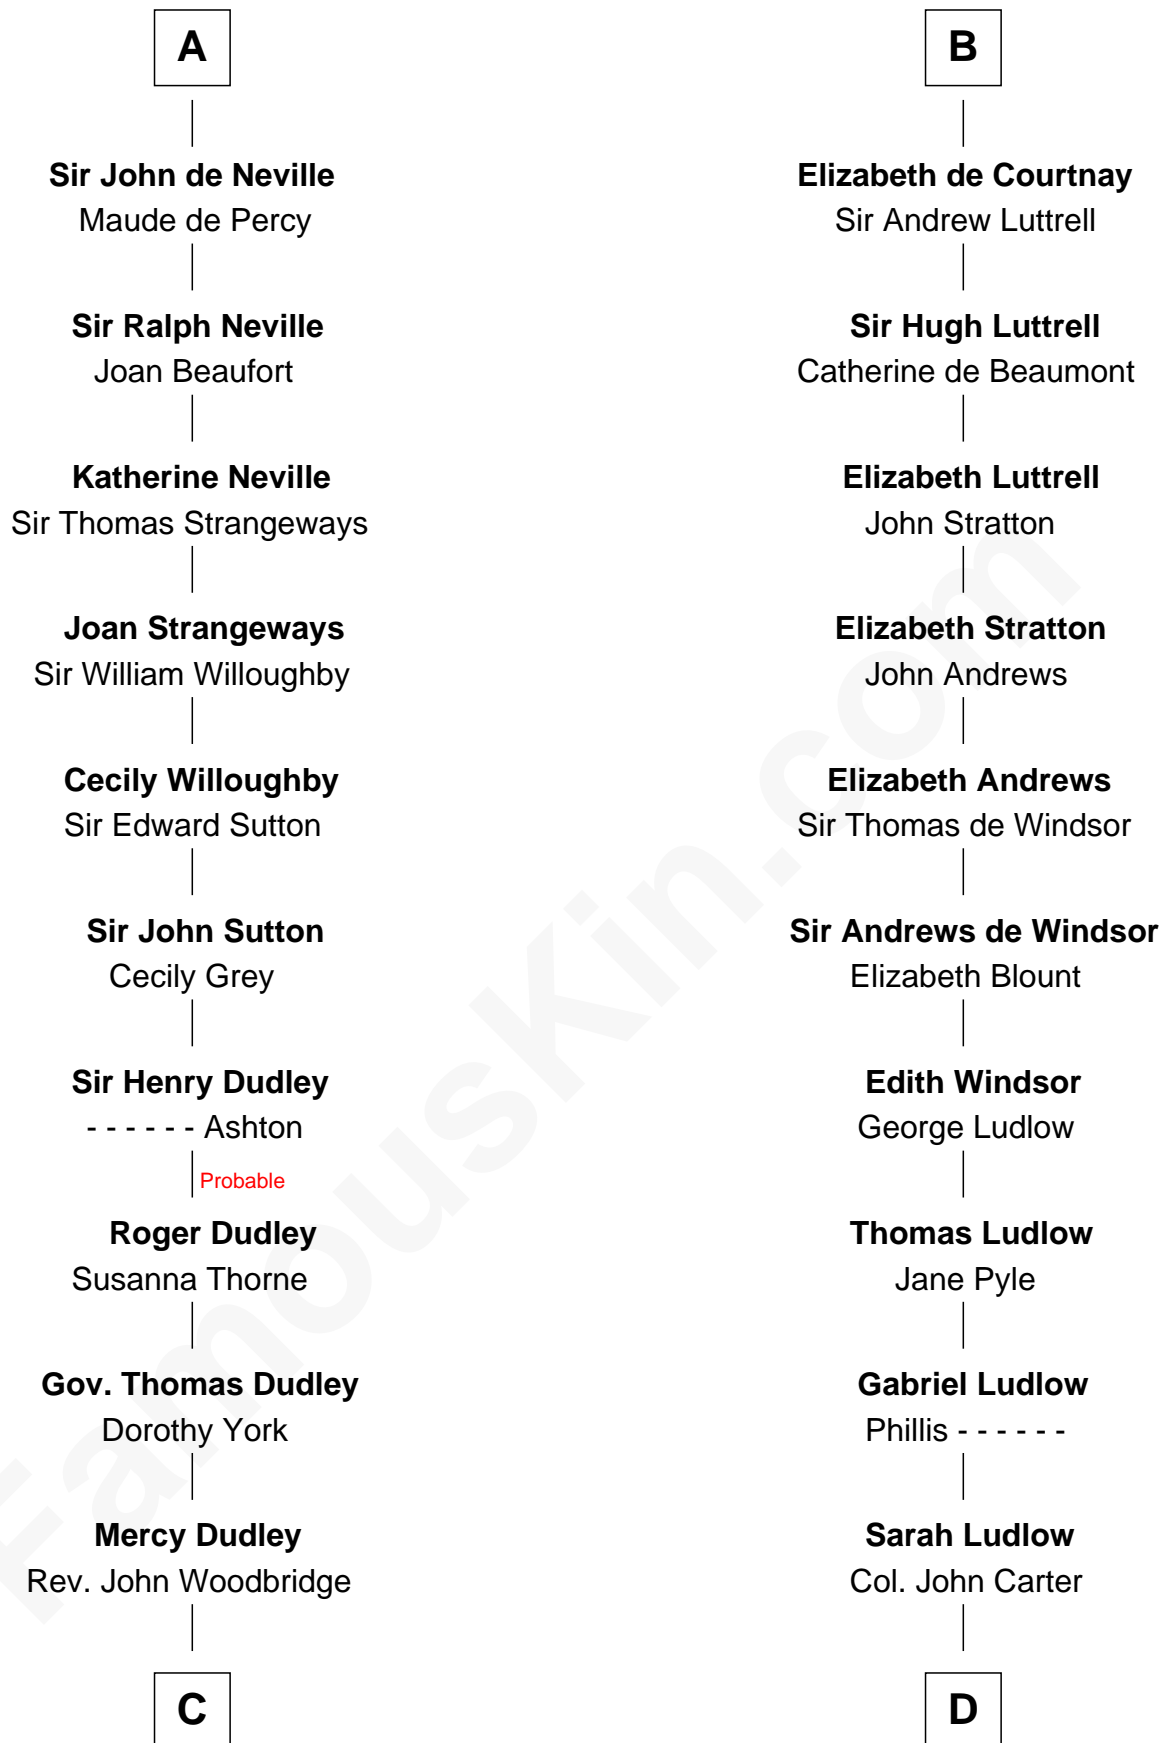 A
Sir John de Neville
Maude de Percy
Sir Ralph Neville
Joan Beaufort
Katherine Neville
Sir Thomas Strangeways
Joan Strangeways
Sir William Willoughby
Cecily Willoughby
Sir Edward Sutton
Sir John Sutton
Cecily Grey
Sir Henry Dudley
- - - - - - Ashton
Probable
Roger Dudley
Susanna Thorne
Gov. Thomas Dudley
Dorothy York
Mercy Dudley
Rev. John Woodbridge
C
B
Elizabeth de Courtnay
Sir Andrew Luttrell
Sir Hugh Luttrell
Catherine de Beaumont
Elizabeth Luttrell
John Stratton
Elizabeth Stratton
John Andrews
Elizabeth Andrews
Sir Thomas de Windsor
Sir Andrews de Windsor
Elizabeth Blount
Edith Windsor
George Ludlow
Thomas Ludlow
Jane Pyle
Gabriel Ludlow
Phillis - - - - - -
Sarah Ludlow
Col. John Carter
D
FamousKin.com